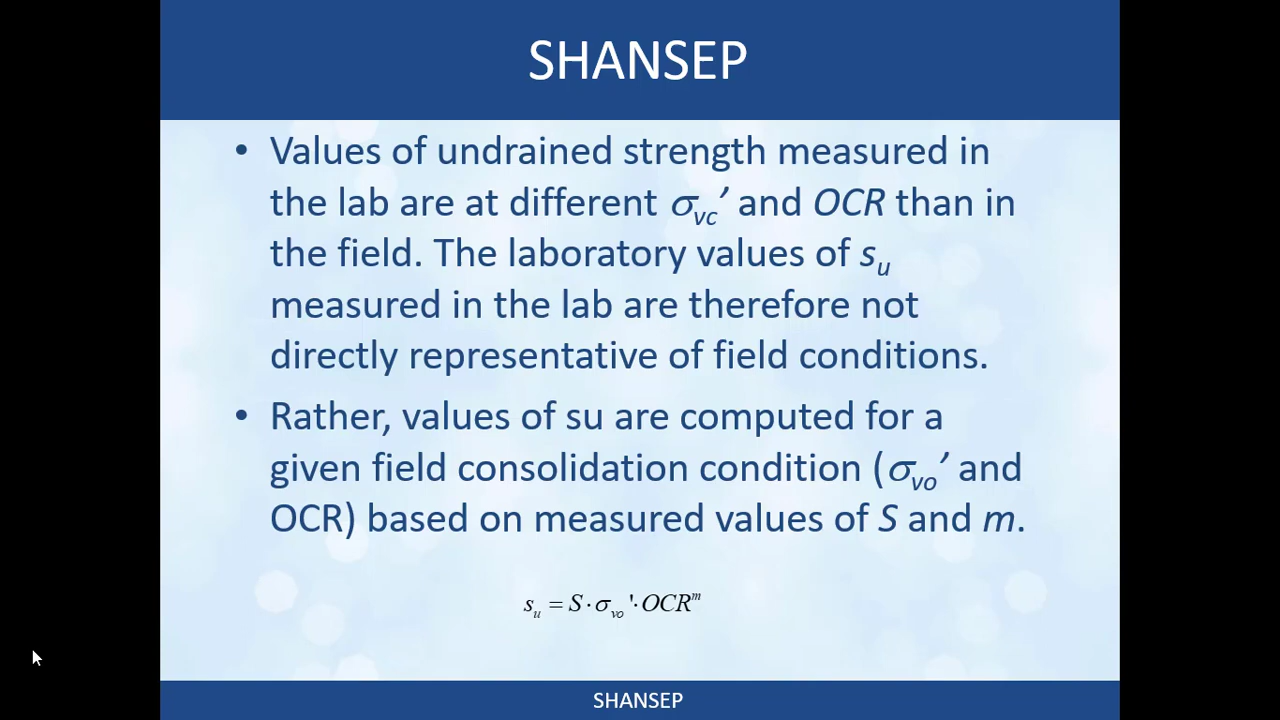 SHANSEP
• Values of undrained strength measured in
the lab are at different σvc’ and OCR than in
the field. The laboratory values of su
measured in the lab are therefore not
directly representative of field conditions.
• Rather, values of su are computed for a
given field consolidation condition (σvo’ and
OCR) based on measured values of S and m.
su = S·σvo'·OCR^m
SHANSEP